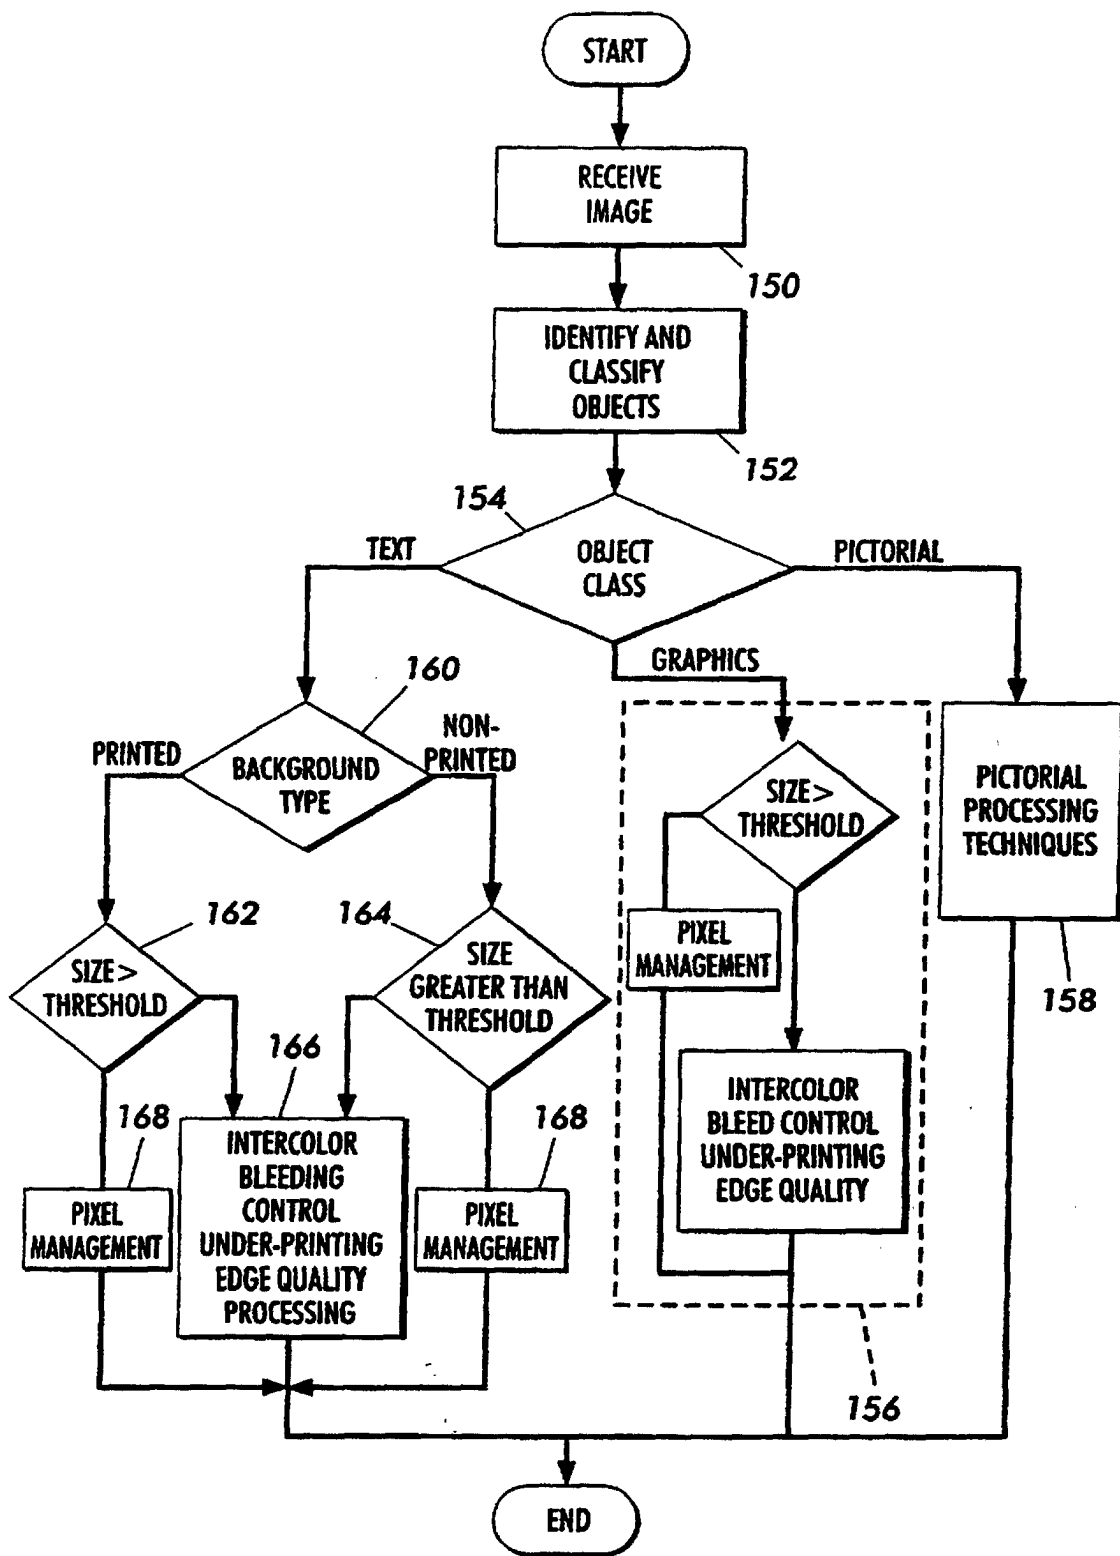 START
RECEIVE
IMAGE
150
IDENTIFY AND
CLASSIFY
OBJECTS
152
154
OBJECT
CLASS
TEXT
PICTORIAL
GRAPHICS
160
BACKGROUND
TYPE
PRINTED
NON-
PRINTED
SIZE >
THRESHOLD
162
164
SIZE
GREATER THAN
THRESHOLD
166
168
PIXEL
MANAGEMENT
INTERCOLOR
BLEEDING
CONTROL
UNDER-PRINTING
EDGE QUALITY
PROCESSING
168
PIXEL
MANAGEMENT
SIZE >
THRESHOLD
PIXEL
MANAGEMENT
INTERCOLOR
BLEED CONTROL
UNDER-PRINTING
EDGE QUALITY
156
PICTORIAL
PROCESSING
TECHNIQUES
158
END